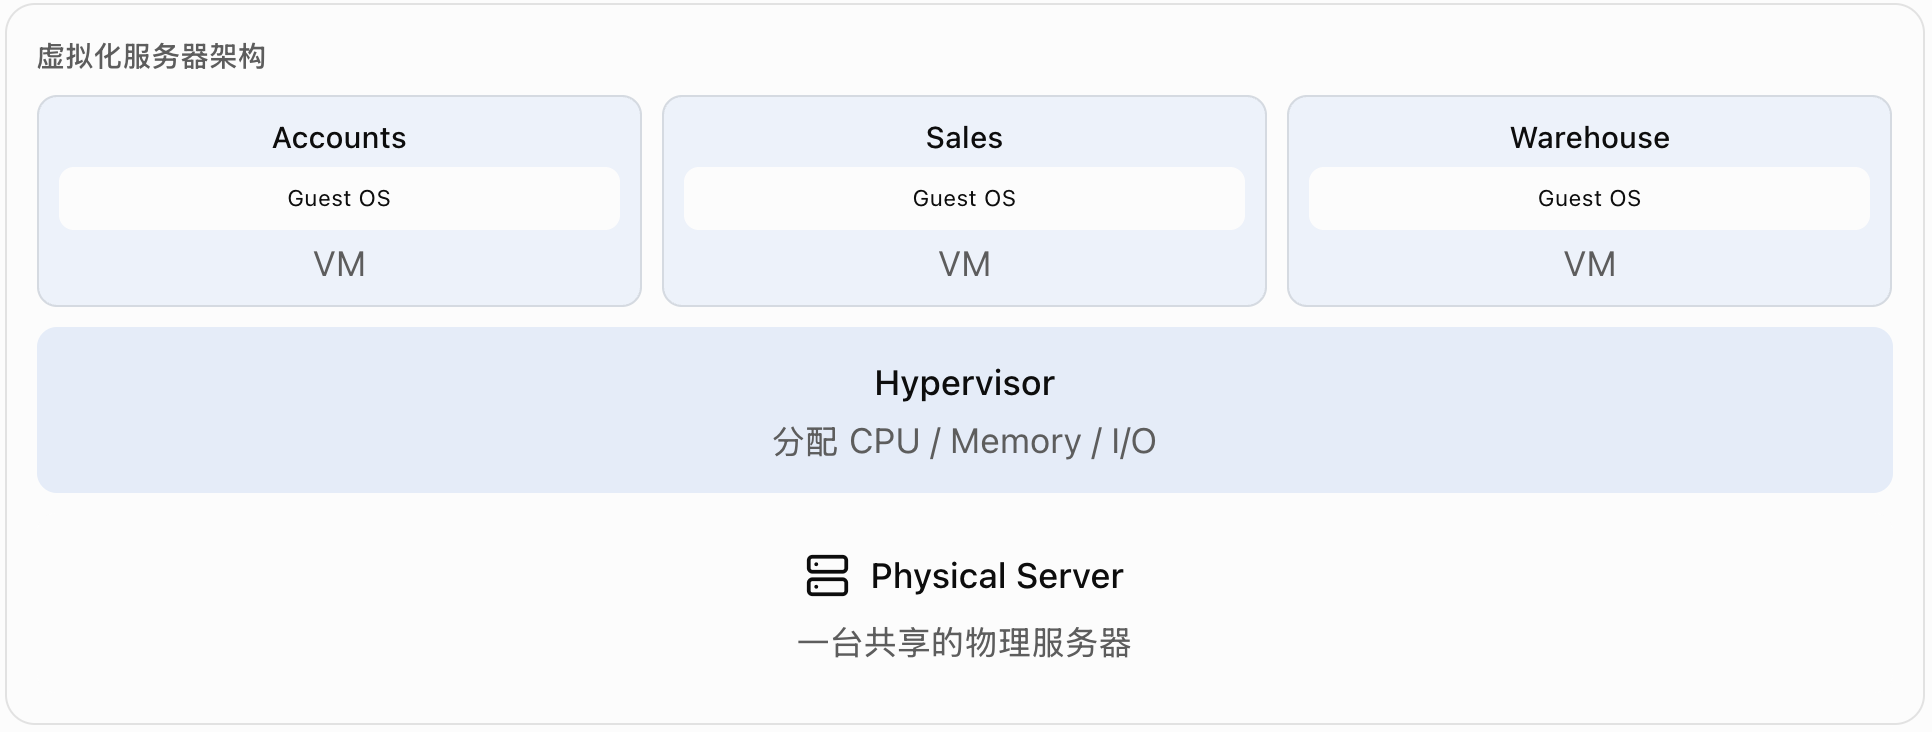 虚拟化服务器架构
Accounts
Guest OS
VM
Sales
Guest OS
VM
Warehouse
Guest OS
VM
Hypervisor
分配 CPU / Memory / I/O
Physical Server
一台共享的物理服务器